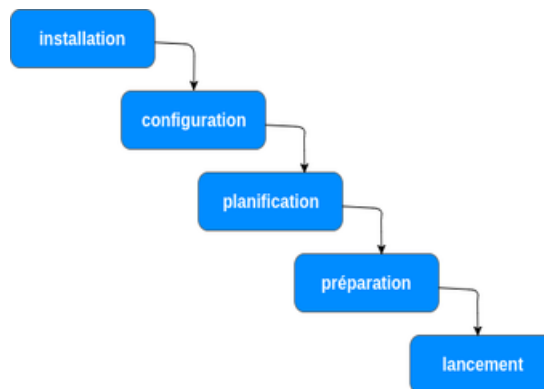 installation
configuration
planification
préparation
lancement